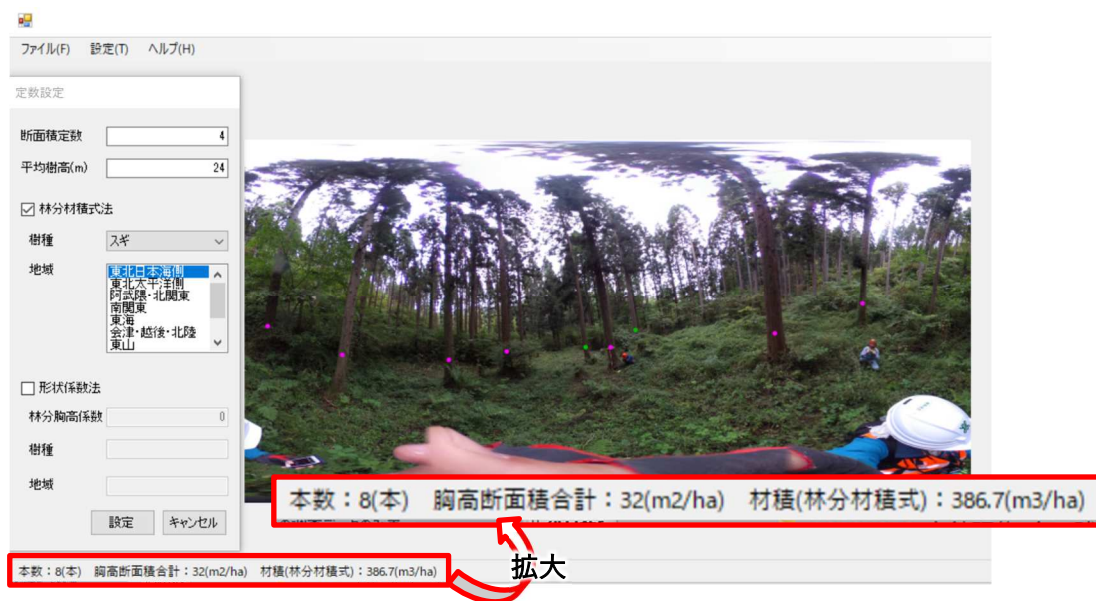 ファイル(F) 設定(T) ヘルプ(H)
定数設定
断面積定数 4
平均樹高(m) 24
林分材積式法
樹種 スギ
地域 東北日本海側
東北太平洋側
阿武隈・北関東
南関東
東海
会津・越後・北陸
東山
形状係数法
林分胸高係数 0
樹種
地域
設定 キャンセル
本数：8(本) 胸高断面積合計：32(m2/ha) 材積(林分材積式)：386.7(m3/ha)
拡大
本数：8(本) 胸高断面積合計：32(m2/ha) 材積(林分材積式)：386.7(m3/ha)